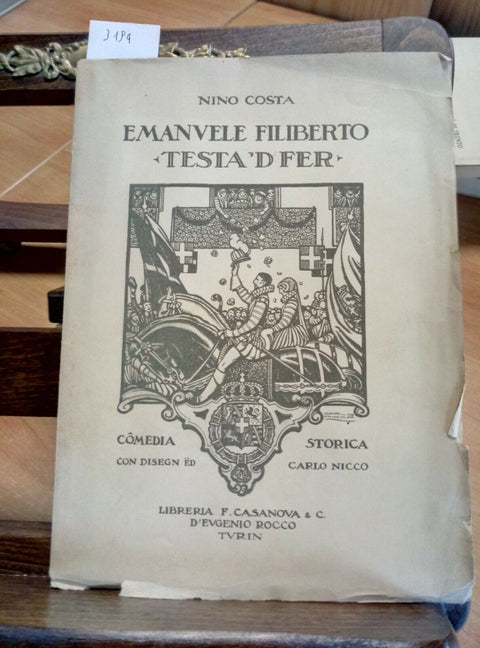 3194
NINO COSTA
EMANVELE FILIBERTO
·TESTA 'D FER·
CÔMEDIA STORICA
CON DISEGN ËD CARLO NICCO
LIBRERIA F. CASANOVA & C.
D'EVGENIO ROCCO
TVRIN